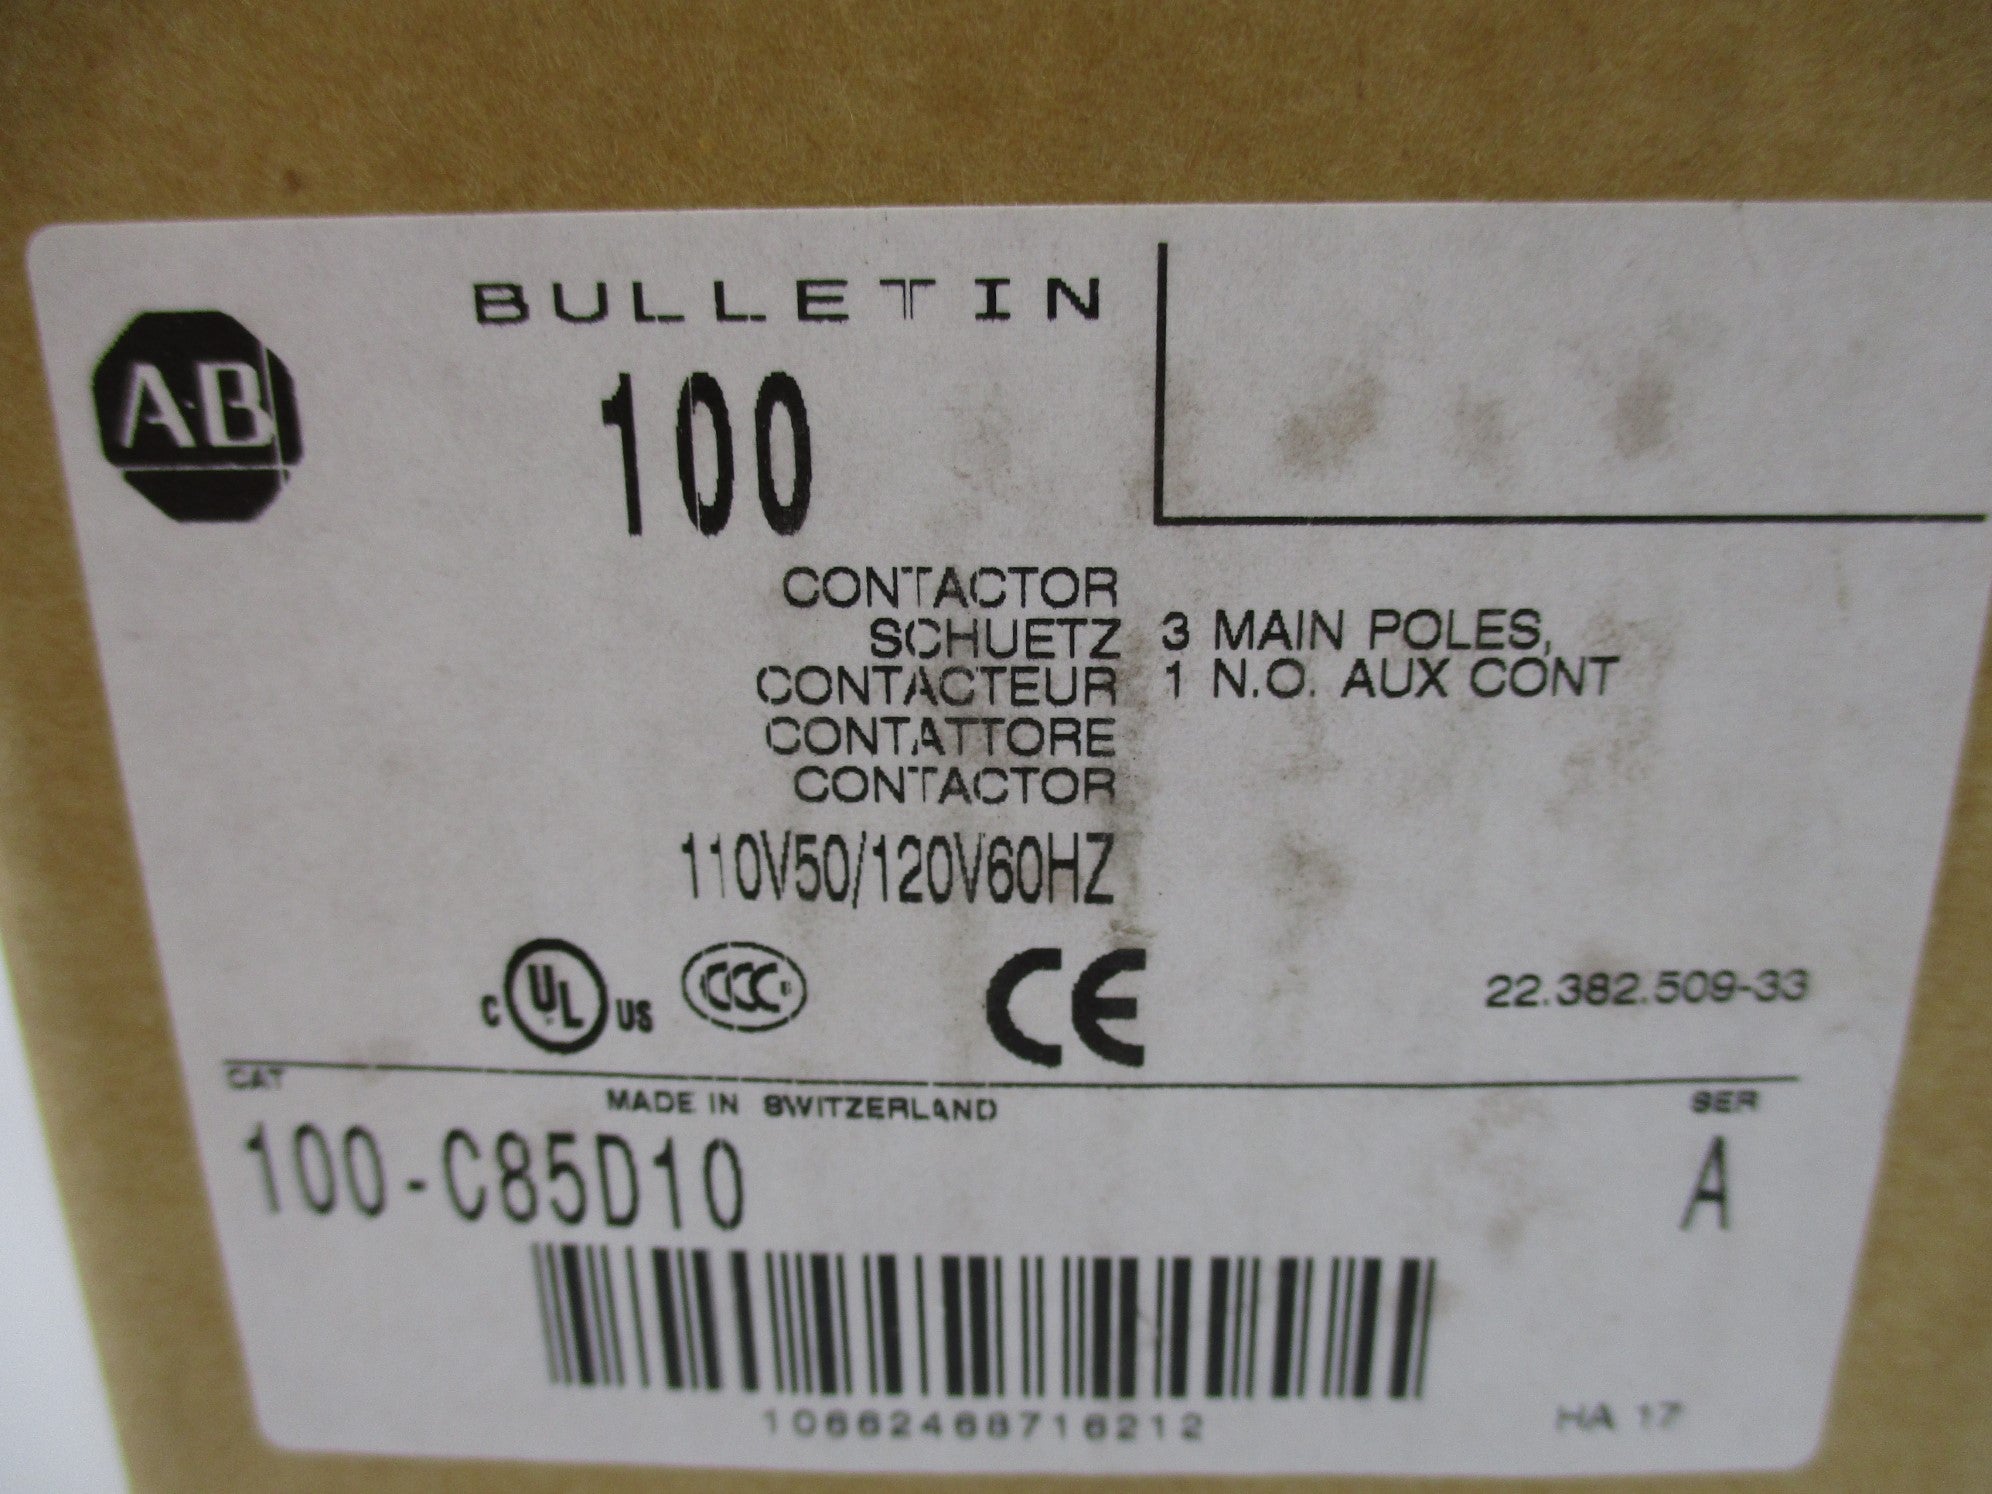 A-B
BULLETIN
100
CONTACTOR
SCHUETZ
CONTACTEUR
CONTATTORE
CONTACTOR
3 MAIN POLES,
1 N.O. AUX CONT
110V50/120V60HZ
C UL US
CCC
CE
22.382.509-33
CAT
MADE IN SWITZERLAND
SER
100-C85D10
A
10662468716212
HA 17